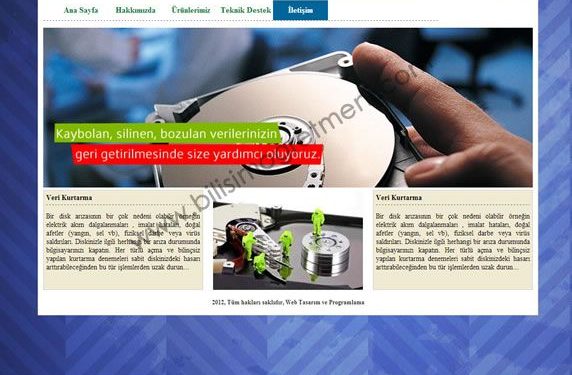 Ana Sayfa Hakkımızda Ürünlerimiz Teknik Destek İletişim
Kaybolan, silinen, bozulan verilerinizin
geri getirilmesinde size yardımcı oluyoruz.
Veri Kurtarma
Bir disk arızasının bir çok nedeni olabilir örneğin
elektrik akım dalgalanmaları , imalat hataları, doğal
afetler (yangın, sel vb), fiziksel darbe veya virüs
saldırıları. Diskinizle ilgili herhangi bir arıza durumunda
bilgisayarınızı kapatın. Her türlü açma ve bilinçsiz
yapılan kurtarma denemeleri sabit diskinizdeki hasarı
arttırabileceğinden bu tür işlemlerden uzak durun...
Veri Kurtarma
Bir disk arızasının bir çok nedeni olabilir örneğin
elektrik akım dalgalanmaları , imalat hataları, doğal
afetler (yangın, sel vb), fiziksel darbe veya virüs
saldırıları. Diskinizle ilgili herhangi bir arıza durumunda
bilgisayarınızı kapatın. Her türlü açma ve bilinçsiz
yapılan kurtarma denemeleri sabit diskinizdeki hasarı
arttırabileceğinden bu tür işlemlerden uzak durun...
2012, Tüm hakları saklıdır, Web Tasarım ve Programlama